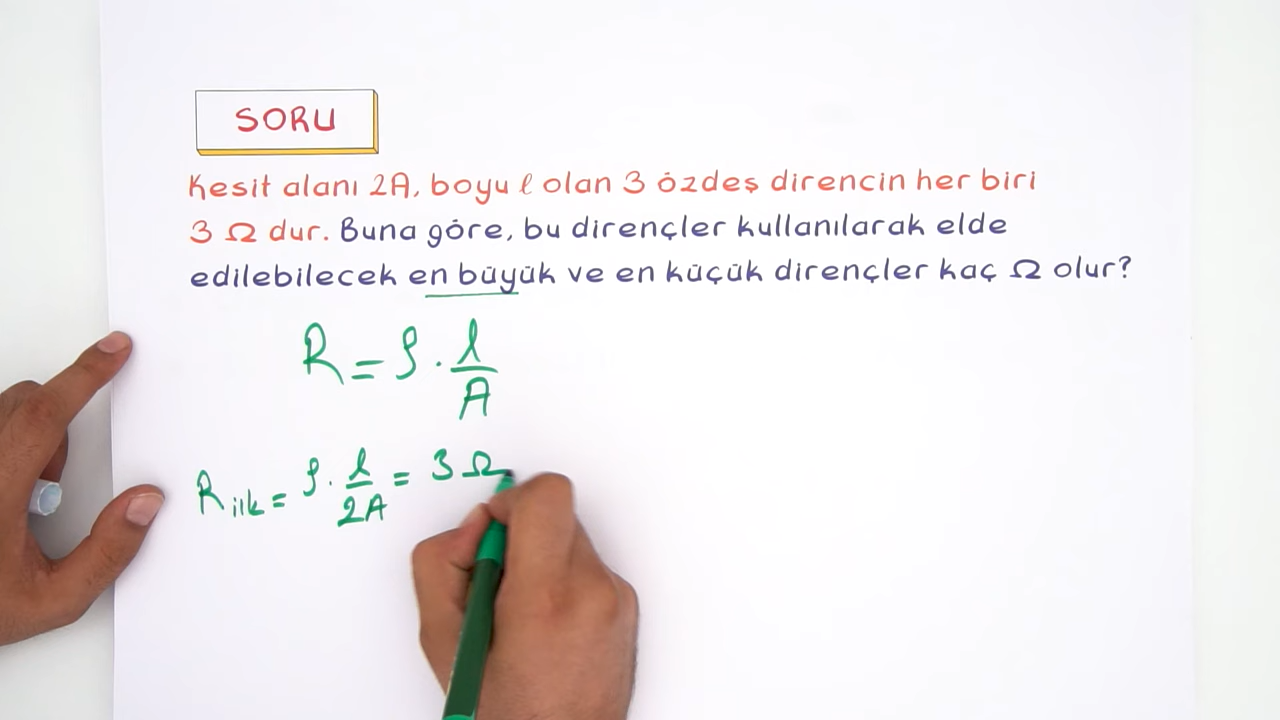 SORU
Kesit alanı 2A, boyu ℓ olan 3 özdeş direncin her biri
3 Ω dur. Buna göre, bu dirençler kullanılarak elde
edilebilecek en büyük ve en küçük dirençler kaç Ω olur?
R = ρ · l/A
R ilk = ρ · l/2A = 3 Ω